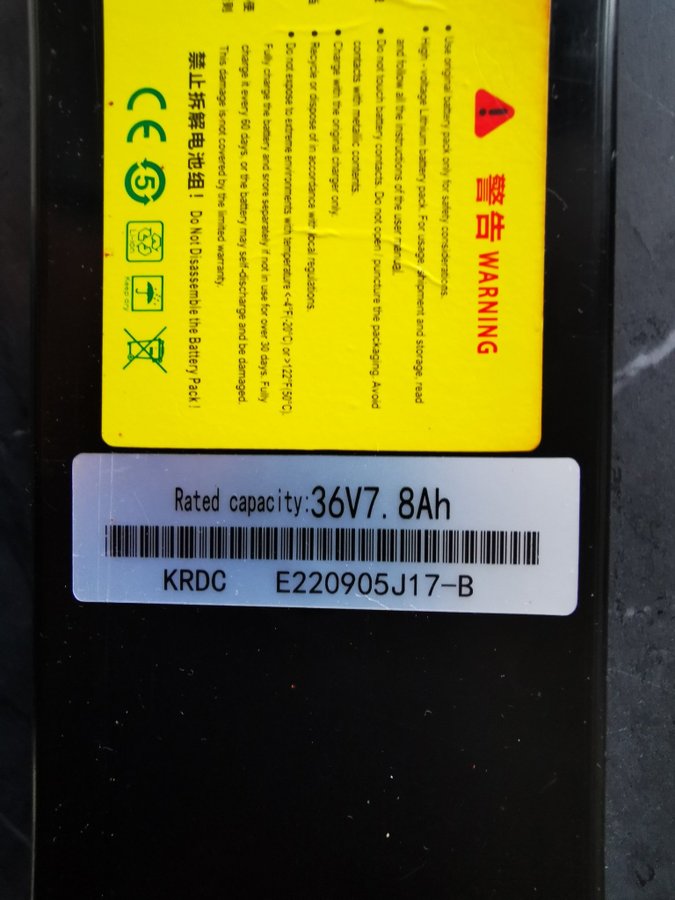 警告 WARNING
Use original battery pack only for safety considerations.
High - voltage Lithium battery pack. For usage, shipment and storage, read
and follow all the instructions of the user manual.
Do not touch battery contacts. Do not open / puncture the packaging. Avoid
contacts with metallic contents.
Charge with the original charger only.
Recycle or dispose of in accordance with local regulations.
Do not expose to extreme environments with temperature <-4°F(-20°C), or >122°F(50°C).
Fully charge the battery and store separately if not in use for over 30 days. Fully
charge it every 60 days, or the battery may self-discharge and be damaged.
This damage is not covered by the limited warranty.
禁止拆解电池组! Do Not Disassemble the Battery Pack!
CE 5 Li-ion Keep dry
Rated capacity:36V7.8Ah
KRDC E220905J17-B